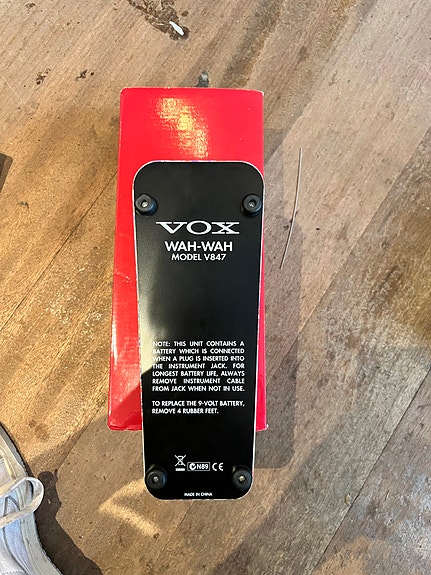 VOX
WAH-WAH
MODEL V847
NOTE: THIS UNIT CONTAINS A
BATTERY WHICH IS CONNECTED
WHEN A PLUG IS INSERTED INTO
THE INSTRUMENT JACK. FOR
LONGEST BATTERY LIFE, ALWAYS
REMOVE INSTRUMENT CABLE
FROM JACK WHEN NOT IN USE.
TO REPLACE THE 9-VOLT BATTERY,
REMOVE 4 RUBBER FEET.
N89 CE
MADE IN CHINA